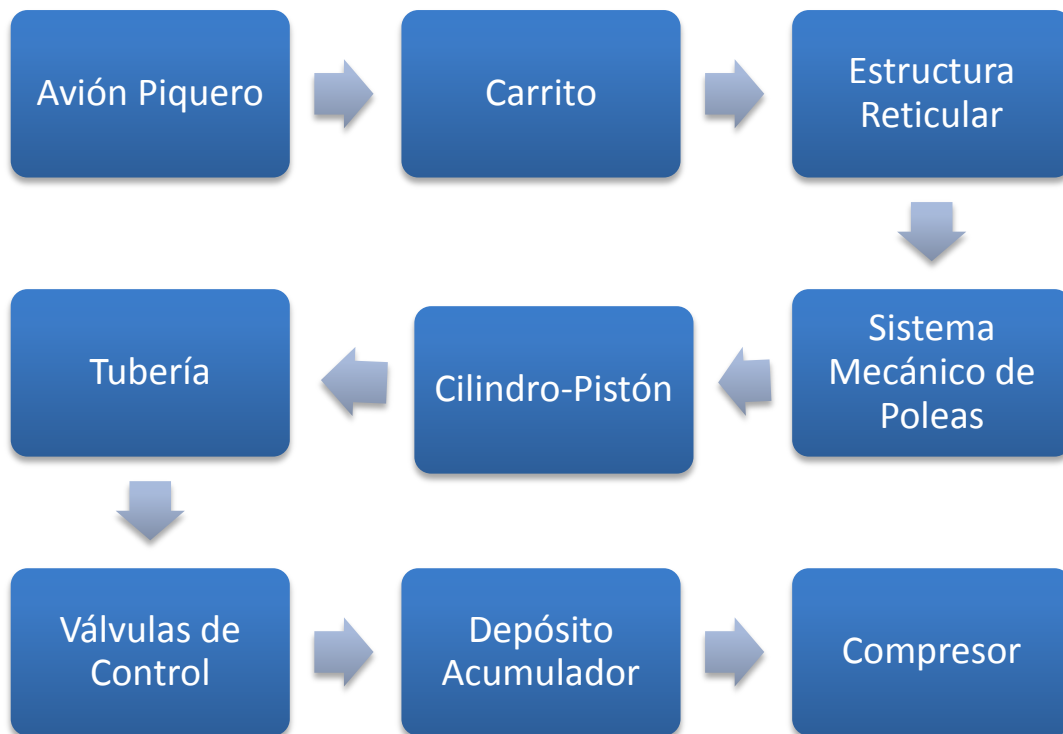 Avión Piquero
Carrito
Estructura
Reticular
Sistema
Mecánico de
Poleas
Cilindro-Pistón
Tubería
Válvulas de
Control
Depósito
Acumulador
Compresor